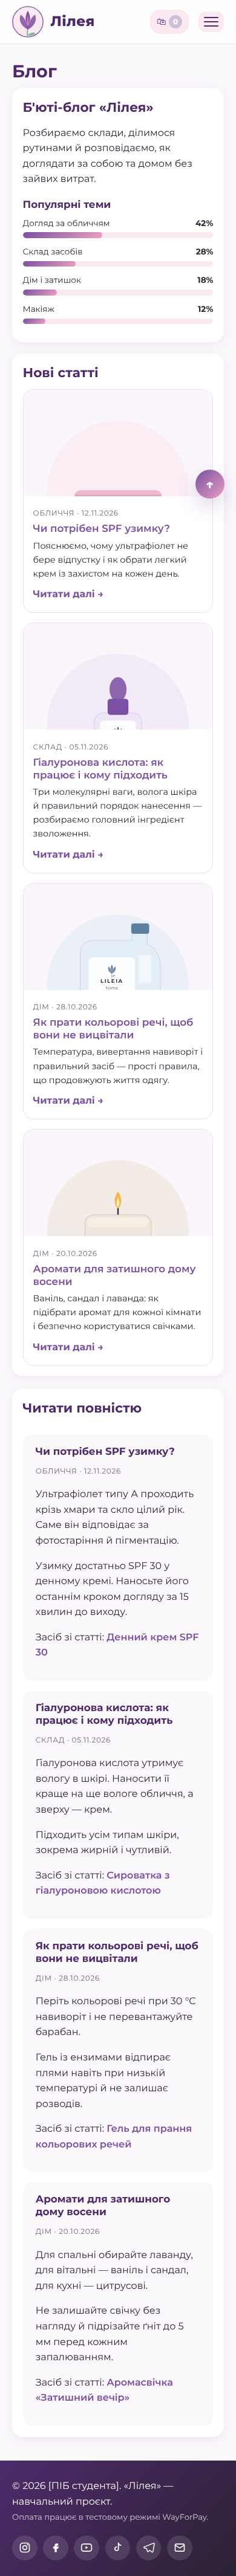 Лілея
0
Блог
Б'юті-блог «Лілея»
Розбираємо склади, ділимося
рутинами й розповідаємо, як
доглядати за собою та домом без
зайвих витрат.
Популярні теми
Догляд за обличчям 42%
Склад засобів 28%
Дім і затишок 18%
Макіяж 12%
Нові статті
ОБЛИЧЧЯ · 12.11.2026
Чи потрібен SPF узимку?
Пояснюємо, чому ультрафіолет не
бере відпустку і як обрати легкий
крем із захистом на кожен день.
Читати далі →
СКЛАД · 05.11.2026
Гіалуронова кислота: як
працює і кому підходить
Три молекулярні ваги, волога шкіра
й правильний порядок нанесення —
розбираємо головний інгредієнт
зволоження.
Читати далі →
LILEIA
home
ДІМ · 28.10.2026
Як прати кольорові речі, щоб
вони не вицвітали
Температура, вивертання навиворіт і
правильний засіб — прості правила,
що продовжують життя одягу.
Читати далі →
ДІМ · 20.10.2026
Аромати для затишного дому
восени
Ваніль, сандал і лаванда: як
підібрати аромат для кожної кімнати
і безпечно користуватися свічками.
Читати далі →
Читати повністю
Чи потрібен SPF узимку?
ОБЛИЧЧЯ · 12.11.2026
Ультрафіолет типу А проходить
крізь хмари та скло цілий рік.
Саме він відповідає за
фотостаріння й пігментацію.
Узимку достатньо SPF 30 у
денному кремі. Наносьте його
останнім кроком догляду за 15
хвилин до виходу.
Засіб зі статті: Денний крем SPF
30
Гіалуронова кислота: як
працює і кому підходить
СКЛАД · 05.11.2026
Гіалуронова кислота утримує
вологу в шкірі. Наносити її
краще на ще вологе обличчя, а
зверху — крем.
Підходить усім типам шкіри,
зокрема жирній і чутливій.
Засіб зі статті: Сироватка з
гіалуроновою кислотою
Як прати кольорові речі, щоб
вони не вицвітали
ДІМ · 28.10.2026
Періть кольорові речі при 30 °C
навиворіт і не перевантажуйте
барабан.
Гель із ензимами відпирає
плями навіть при низькій
температурі й не залишає
розводів.
Засіб зі статті: Гель для прання
кольорових речей
Аромати для затишного
дому восени
ДІМ · 20.10.2026
Для спальні обирайте лаванду,
для вітальні — ваніль і сандал,
для кухні — цитрусові.
Не залишайте свічку без
нагляду й підрізайте ґніт до 5
мм перед кожним
запалюванням.
Засіб зі статті: Аромасвічка
«Затишний вечір»
© 2026 [ПІБ студента]. «Лілея» —
навчальний проєкт.
Оплата працює в тестовому режимі WayForPay.